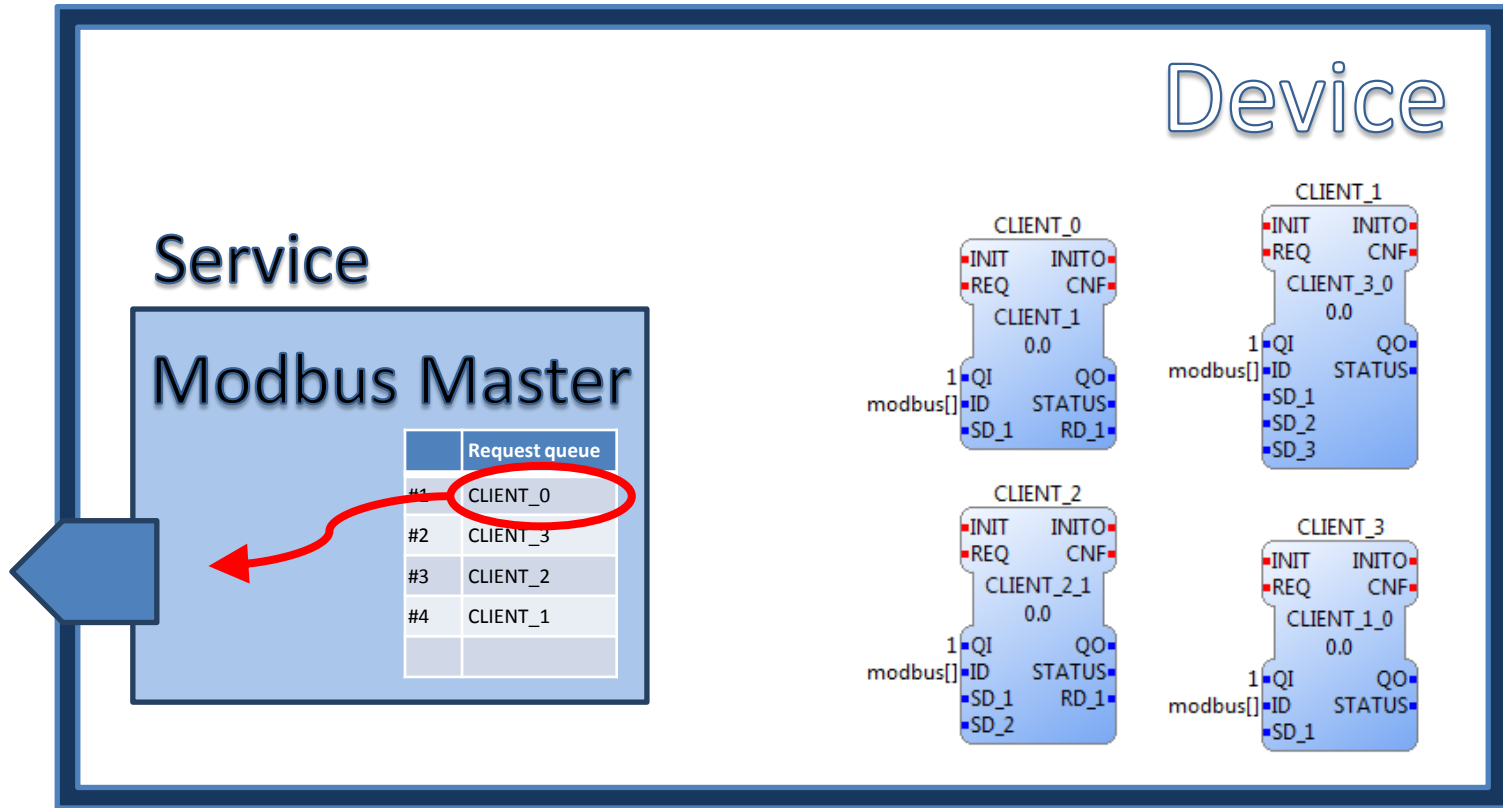 Device
Service
Modbus Master
Request queue
#1 CLIENT_0
#2 CLIENT_3
#3 CLIENT_2
#4 CLIENT_1
CLIENT_0
INIT INITO
REQ CNF
CLIENT_1
0.0
1 QI QO
modbus[] ID STATUS
SD_1 RD_1
CLIENT_1
INIT INITO
REQ CNF
CLIENT_3_0
0.0
1 QI QO
modbus[] ID STATUS
SD_1
SD_2
SD_3
CLIENT_2
INIT INITO
REQ CNF
CLIENT_2_1
0.0
1 QI QO
modbus[] ID STATUS
SD_1 RD_1
SD_2
CLIENT_3
INIT INITO
REQ CNF
CLIENT_1_0
0.0
1 QI QO
modbus[] ID STATUS
SD_1